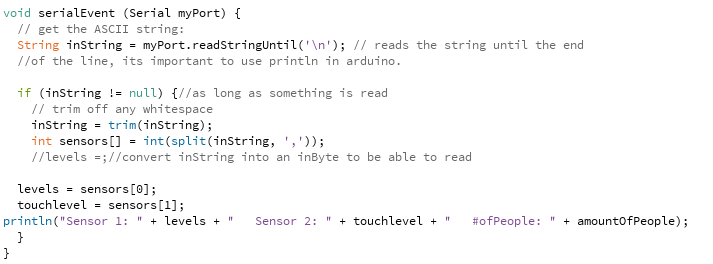 void serialEvent (Serial myPort) {
  // get the ASCII string:
  String inString = myPort.readStringUntil('\n'); // reads the string until the end
  //of the line, its important to use println in arduino.

  if (inString != null) {//as long as something is read
    // trim off any whitespace
    inString = trim(inString);
    int sensors[] = int(split(inString, ','));
    //levels =;//convert inString into an inByte to be able to read

  levels = sensors[0];
  touchlevel = sensors[1];
println("Sensor 1: " + levels + "   Sensor 2: " + touchlevel + "   #ofPeople: " + amountOfPeople);
  }
}